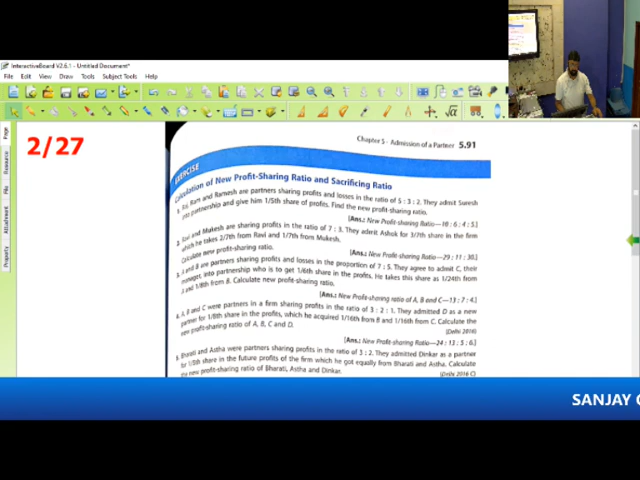 InteractiveBoard V2.6.1 - Untitled Document*
File Edit View Draw Tools Subject Tools Help
Page
Resource
File
Property
2/27
Chapter 5 - Admission of a Partner 5.91
EXERCISE
Calculation of New Profit-Sharing Ratio and Sacrificing Ratio
1. Raj, Ram and Ramesh are partners sharing profits and losses in the ratio of 5 : 3 : 2. They admit Suresh
into partnership and give him 1/5th share of profits. Find the new profit-sharing ratio.
[Ans.: New Profit-sharing Ratio—10 : 6 : 4 : 5.]
2. Ravi and Mukesh are sharing profits in the ratio of 7 : 3. They admit Ashok for 3/7th share in the firm
which he takes 2/7th from Ravi and 1/7th from Mukesh.
Calculate new profit-sharing ratio.
[Ans.: New Profit-sharing Ratio—29 : 11 : 30.]
3. A and B are partners sharing profits and losses in the proportion of 7 : 5. They agree to admit C, their
manager, into partnership who is to get 1/6th share in the profits. He takes this share as 1/24th from
A and 1/8th from B. Calculate new profit-sharing ratio.
[Ans.: New Profit-sharing ratio of A, B and C—13 : 7 : 4.]
4. A, B and C were partners in a firm sharing profits in the ratio of 3 : 2 : 1. They admitted D as a new
partner for 1/8th share in the profits, which he acquired 1/16th from B and 1/16th from C. Calculate the
new profit-sharing ratio of A, B, C and D.
(Delhi 2016)
[Ans.: New Profit-sharing Ratio—24 : 13 : 5 : 6.]
5. Bharati and Astha were partners sharing profits in the ratio of 3 : 2. They admitted Dinkar as a partner
for 1/5th share in the future profits of the firm which he got equally from Bharati and Astha. Calculate
the new profit-sharing ratio of Bharati, Astha and Dinkar.
(Delhi 2016 C)
SANJAY